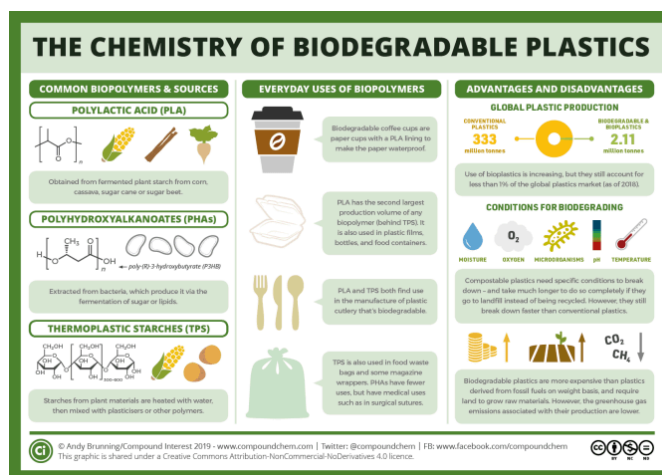 THE CHEMISTRY OF BIODEGRADABLE PLASTICS
COMMON BIOPOLYMERS & SOURCES
POLYLACTIC ACID (PLA)
O
O
n
Obtained from fermented plant starch from corn,
cassava, sugar cane or sugar beet.
POLYHYDROXYALKANOATES (PHAs)
CH₃
O
H
O
OH
n
poly-(R)-3-hydroxybutyrate (P3HB)
Extracted from bacteria, which produce it via the
fermentation of sugar or lipids.
THERMOPLASTIC STARCHES (TPS)
CH₂OH
CH₂OH
CH₂OH
Starches from plant materials are heated with water,
then mixed with plasticisers or other polymers.
EVERYDAY USES OF BIOPOLYMERS
Biodegradable coffee cups are
paper cups with a PLA lining to
make the paper waterproof.
PLA has the second largest
production volume of any
biopolymer (behind TPS). It
is also used in plastic films,
bottles, and food containers.
PLA and TPS both find use
in the manufacture of plastic
cutlery that's biodegradable.
TPS is also used in food waste
bags and some magazine
wrappers. PHAs have fewer
uses, but have medical uses
such as in surgical sutures.
ADVANTAGES AND DISADVANTAGES
GLOBAL PLASTIC PRODUCTION
CONVENTIONAL
PLASTICS
333
million tonnes
BIODEGRADABLE &
BIOPLASTICS
2.11
million tonnes
Use of bioplastics is increasing, but they still account for
less than 1% of the global plastics market (as of 2018).
CONDITIONS FOR BIODEGRADING
O₂
MOISTURE
OXYGEN
MICROORGANISMS
pH
TEMPERATURE
Compostable plastics need specific conditions to break
down – and take much longer to do so completely if they
go to landfill instead of being recycled. However, they still
break down faster than conventional plastics.
CO₂
CH₄
Biodegradable plastics are more expensive than plastics
derived from fossil fuels on weight basis, and require
land to grow raw materials. However, the greenhouse gas
emissions associated with their production are lower.
Ci
© Andy Brunning/Compound Interest 2019 - www.compoundchem.com | Twitter: @compoundchem | FB: www.facebook.com/compoundchem
This graphic is shared under a Creative Commons Attribution-NonCommercial-NoDerivatives 4.0 licence.
CC
BY
NC
ND